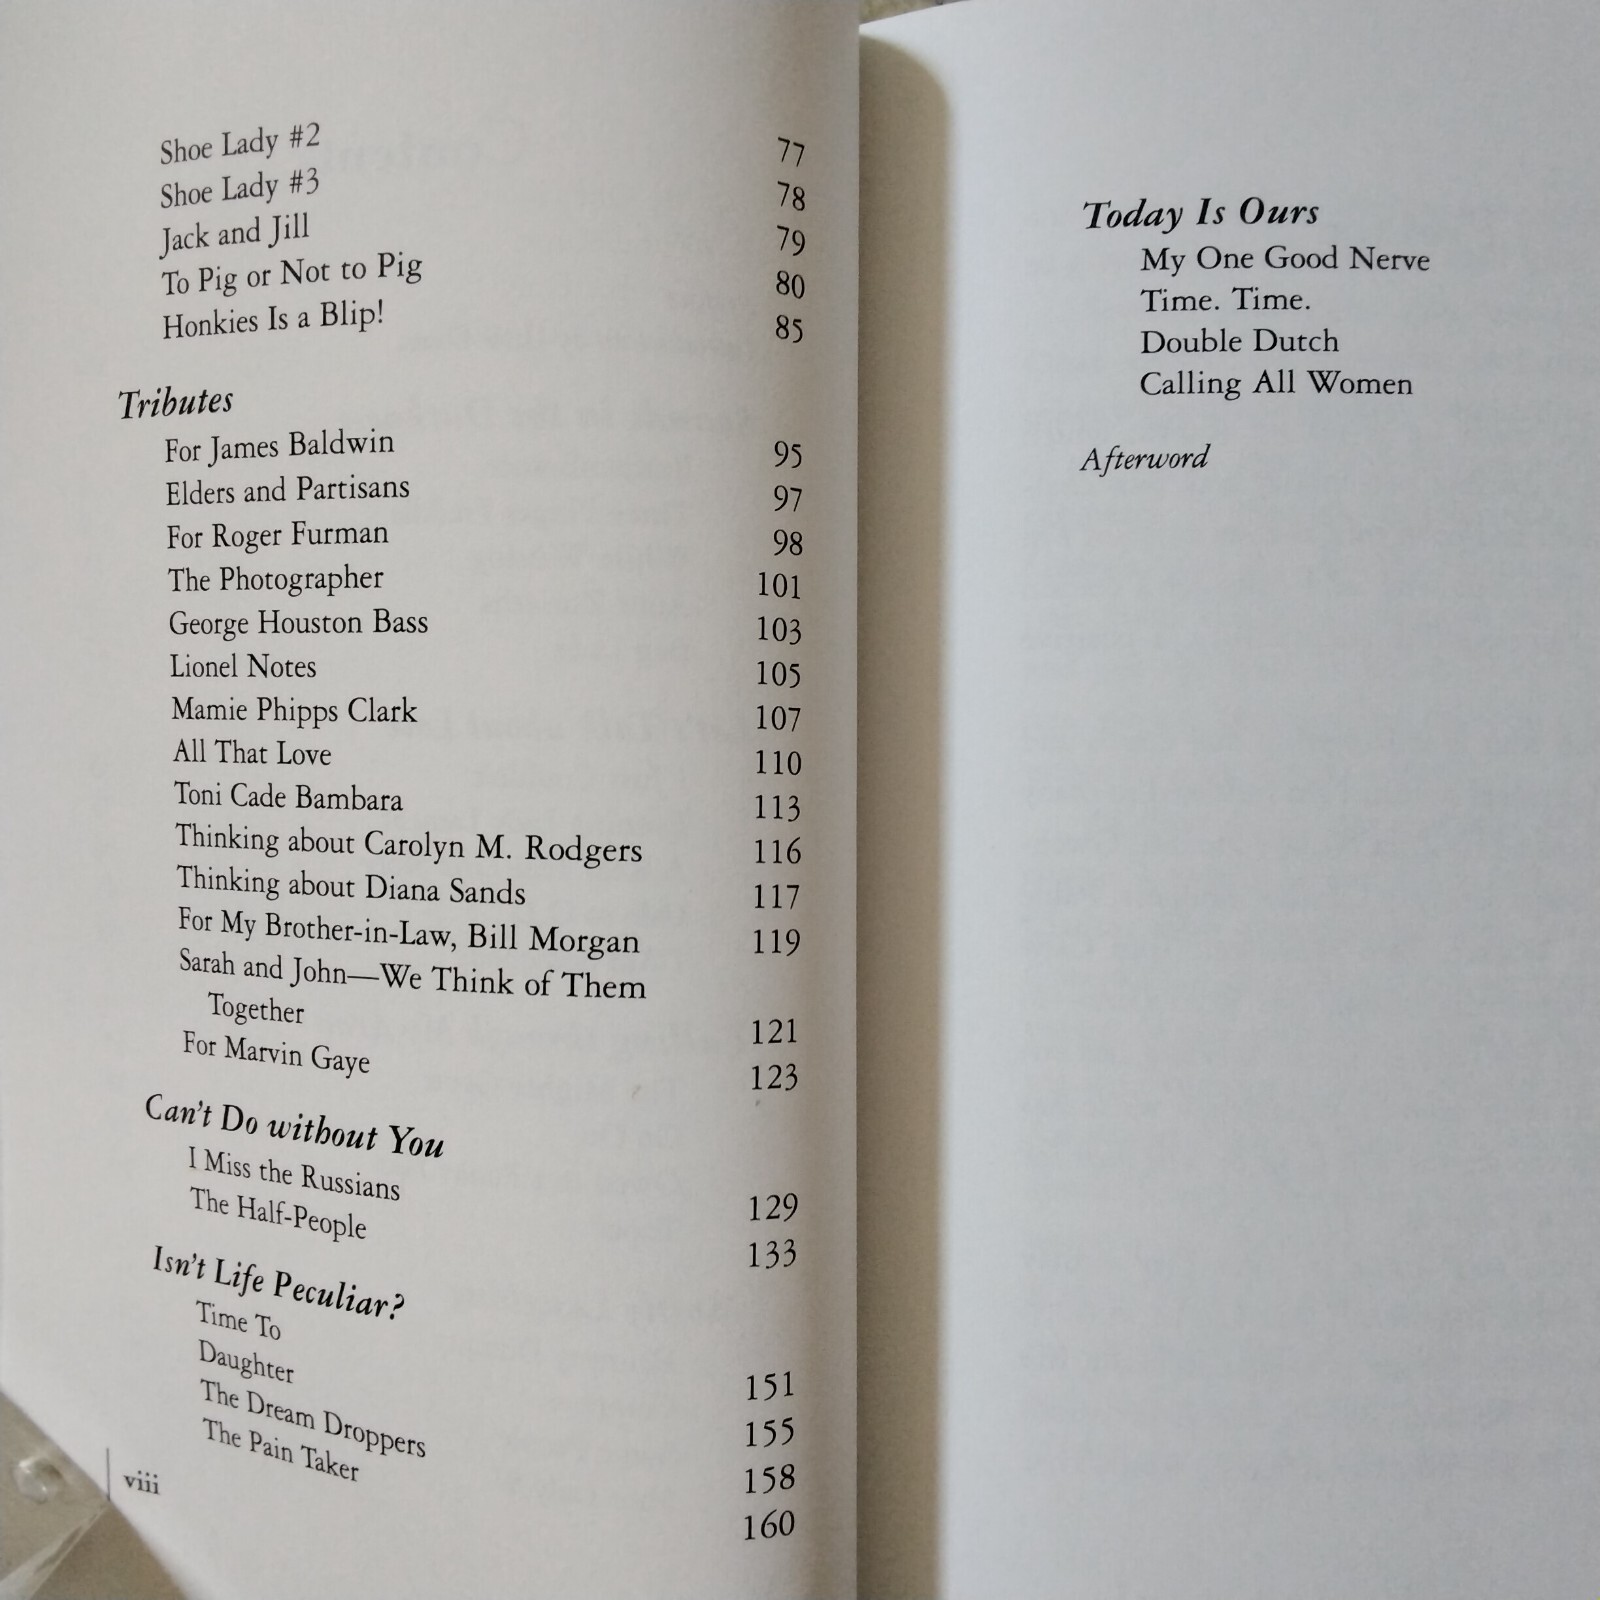 Shoe Lady #2 77
Shoe Lady #3 78
Jack and Jill 79
To Pig or Not to Pig 80
Honkies Is a Blip! 85
Tributes
For James Baldwin 95
Elders and Partisans 97
For Roger Furman 98
The Photographer 101
George Houston Bass 103
Lionel Notes 105
Mamie Phipps Clark 107
All That Love 110
Toni Cade Bambara 113
Thinking about Carolyn M. Rodgers 116
Thinking about Diana Sands 117
For My Brother-in-Law, Bill Morgan 119
Sarah and John—We Think of Them
Together 121
For Marvin Gaye 123
Can't Do without You
I Miss the Russians 129
The Half-People 133
Isn't Life Peculiar?
Time To 151
Daughter 155
The Dream Droppers 158
The Pain Taker 160
viii
Today Is Ours
My One Good Nerve
Time. Time.
Double Dutch
Calling All Women
Afterword